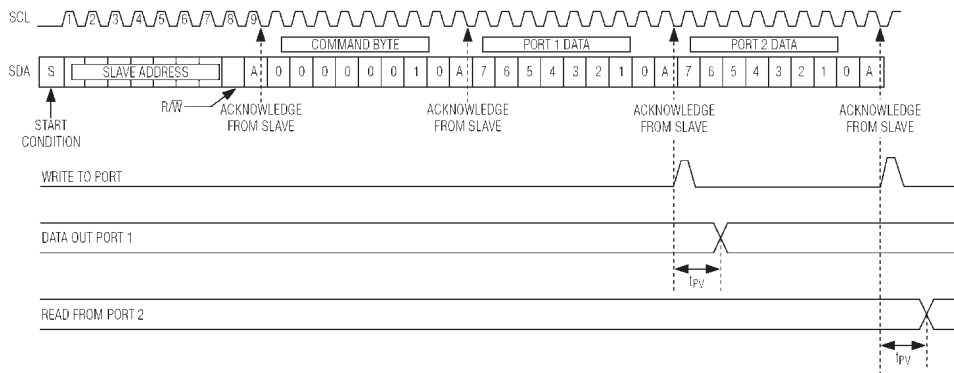 SCL 1 2 3 4 5 6 7 8 9
COMMAND BYTE PORT 1 DATA PORT 2 DATA
SDA S SLAVE ADDRESS A 0 0 0 0 0 0 1 0 A 7 6 5 4 3 2 1 0 A 7 6 5 4 3 2 1 0 A
R/W̅ ACKNOWLEDGE ACKNOWLEDGE ACKNOWLEDGE ACKNOWLEDGE
START FROM SLAVE FROM SLAVE FROM SLAVE FROM SLAVE
CONDITION
WRITE TO PORT
DATA OUT PORT 1
tPV
READ FROM PORT 2
tPV